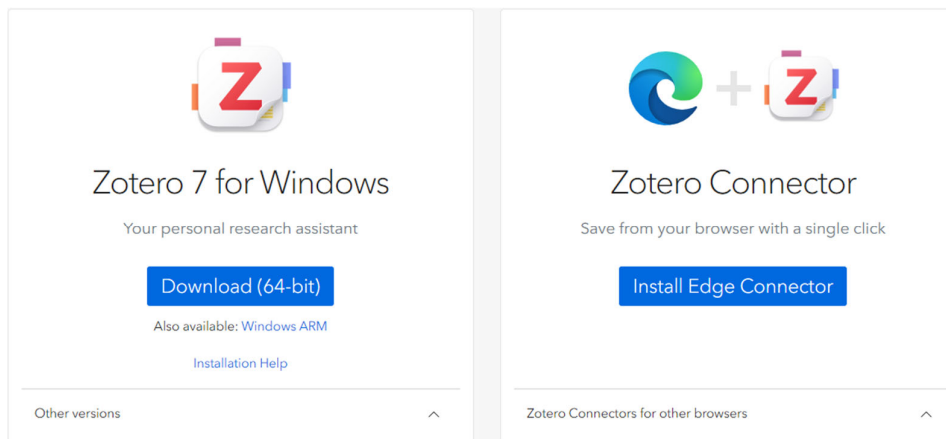 Z
Z
Zotero 7 for Windows
Your personal research assistant
Download (64-bit)
Also available: Windows ARM
Installation Help
Other versions
Zotero Connector
Save from your browser with a single click
Install Edge Connector
Zotero Connectors for other browsers